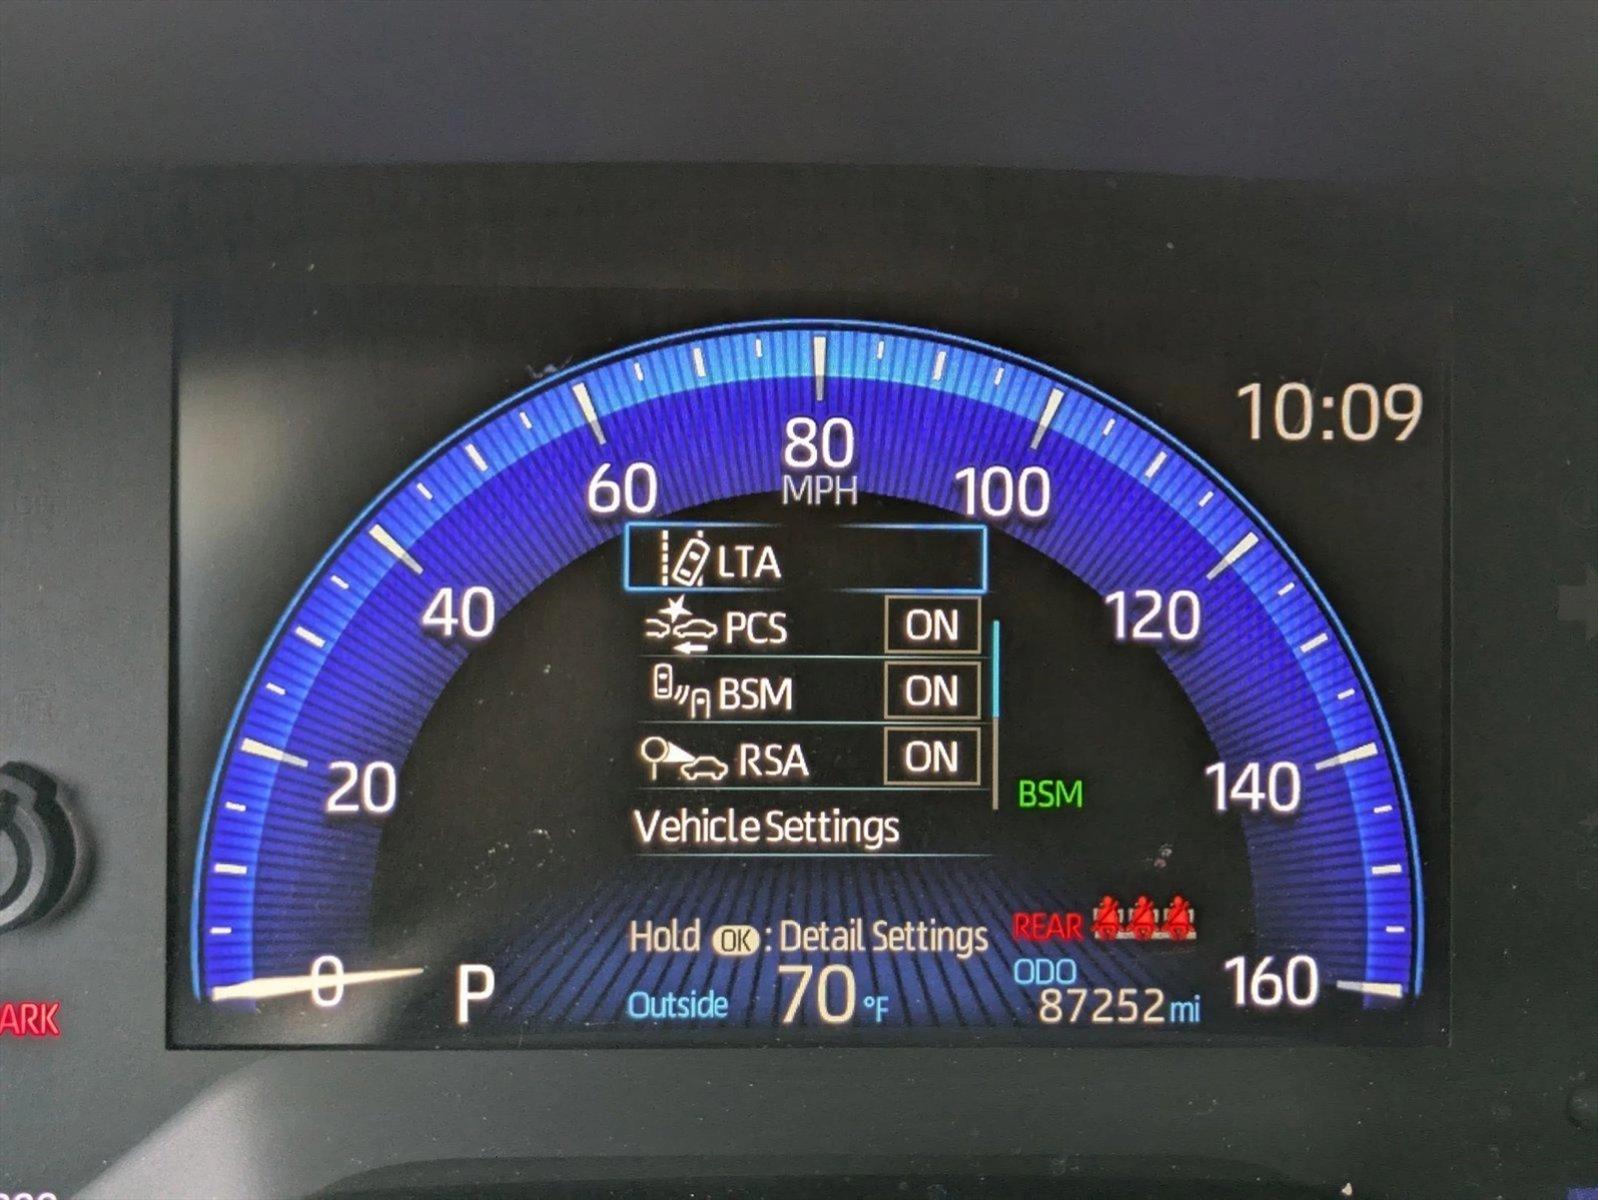 10:09
80
MPH
60
100
LTA
40
120
PCS ON
BSM ON
RSA ON
20
140
BSM
Vehicle Settings
REAR
Hold OK : Detail Settings
0
P
ODO
160
Outside 70 °F
87252 mi
ARK